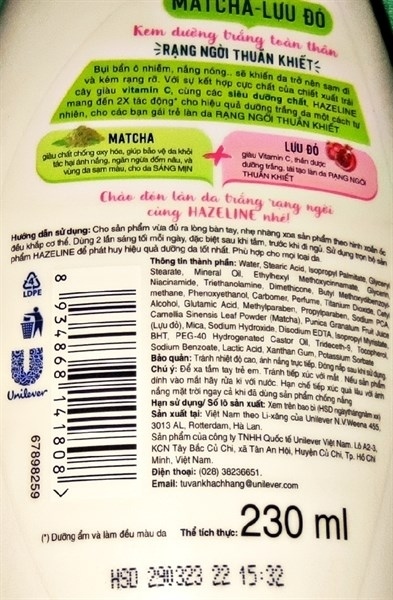 MATCHA-LỰU ĐỎ
Kem dưỡng trắng toàn thân
RẠNG NGỜI THUẦN KHIẾT
Bụi bẩn ô nhiễm, nắng nóng.. sẽ khiến da trở nên sạm đi
và kém rạng rỡ. Với sự kết hợp cực chất của chiết xuất trái
cây giàu vitamin C, cùng các siêu dưỡng chất, HAZELINE
mang đến 2X tác động* cho hiệu quả dưỡng trắng da một cách tự
nhiên, cho các bạn gái trẻ làn da RẠNG NGỜI THUẦN KHIẾT
MATCHA
giàu chất chống oxy hóa, giúp bảo vệ da khỏi
tác hại ánh nắng, ngăn ngừa đốm nâu, và
vùng da sạm màu, cho da SÁNG MỊN
+
LỰU ĐỎ
giàu Vitamin C, thần dược
dưỡng trắng, tái tạo làn da RẠNG NGỜI
THUẦN KHIẾT
Chào đón làn da trắng rạng ngời
cùng HAZELINE nhé!
Hướng dẫn sử dụng: Cho sản phẩm vừa đủ ra lòng bàn tay, nhẹ nhàng xoa sản phẩm theo hình xoắn ốc
đều khắp cơ thể. Dùng 2 lần sáng tối mỗi ngày, đặc biệt sau khi tắm, trước khi đi ngủ. Sử dụng trọn bộ sản
phẩm HAZELINE để phát huy hiệu quả dưỡng da tốt nhất. Phù hợp cho mọi loại da.
Thông tin thành phần: Water, Stearic Acid, Isopropyl Palmitate, Glyceryl
Stearate, Mineral Oil, Ethylhexyl Methoxycinnamate, Glycerin,
Niacinamide, Triethanolamine, Dimethicone, Butyl Methoxydibenzoyl
methane, Phenoxyethanol, Carbomer, Perfume, Titanium Dioxide, Cetyl
Alcohol, Glutamic Acid, Methylparaben, Propylparaben, Sodium PCA,
Camellia Sinensis Leaf Powder (Matcha), Punica Granatum Fruit Juice
(Lựu đỏ), Mica, Sodium Hydroxide, Disodium EDTA, Isopropyl Myristate,
BHT, PEG-40 Hydrogenated Castor Oil, Trideceth-9, Tocopherol,
Sodium Benzoate, Lactic Acid, Xanthan Gum, Potassium Sorbate
Bảo quản: Tránh nhiệt độ cao, ánh nắng trực tiếp. Đóng nắp sau khi sử dụng
Chú ý: Để xa tầm tay trẻ em. Tránh tiếp xúc với mắt. Nếu sản phẩm
dính vào mắt hãy rửa kĩ với nước. Hạn chế tiếp xúc quá lâu với ánh
nắng mặt trời ngay cả khi đã dùng sản phẩm chống nắng
Hạn sử dụng/ Số lô sản xuất: Xem trên bao bì (HSD ngày/tháng/năm xx)
Sản xuất tại: Việt Nam theo Li-xăng của Unilever N.V.Weena 455,
3013 AL, Rotterdam, Hà Lan.
Sản phẩm của công ty TNHH Quốc tế Unilever Việt Nam. Lô A2-3,
KCN Tây Bắc Củ Chi, xã Tân An Hội, Huyện Củ Chi, Tp. Hồ Chí
Minh, Việt Nam.
Điện thoại: (028) 38236651.
Email: tuvankhachhang@unilever.com
4
LDPE
Unilever
8 934868 141808
67898259
(*) Dưỡng ẩm và làm đều màu da
Thể tích thực: 230 ml
HSD 290323 22 15:32